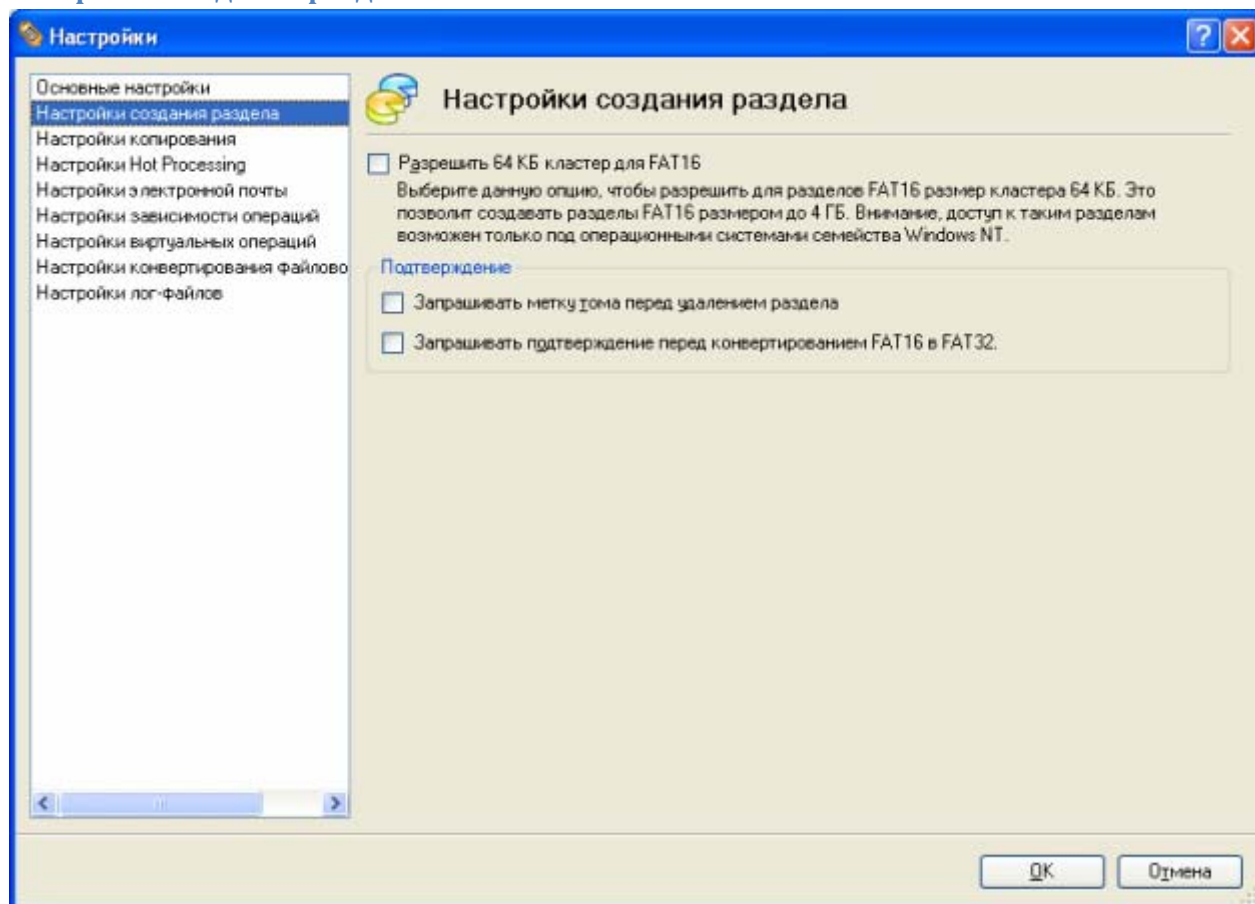 Настройки
Основные настройки
Настройки создания раздела
Настройки копирования
Настройки Hot Processing
Настройки электронной почты
Настройки зависимости операций
Настройки виртуальных операций
Настройки конвертирования файлово
Настройки лог-файлов
Настройки создания раздела
Разрешить 64 КБ кластер для FAT16
Выберите данную опцию, чтобы разрешить для разделов FAT16 размер кластера 64 КБ. Это
позволит создавать разделы FAT16 размером до 4 ГБ. Внимание, доступ к таким разделам
возможен только под операционными системами семейства Windows NT.
Подтверждение
Запрашивать метку тома перед удалением раздела
Запрашивать подтверждение перед конвертированием FAT16 в FAT32.
OK
Отмена